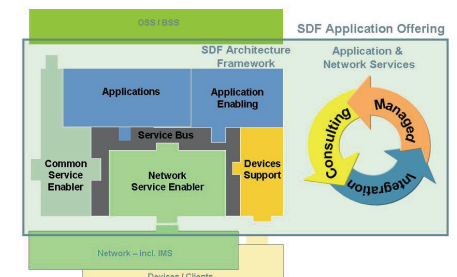 OSS / BSS
SDF Application Offering
SDF Architecture
Framework
Application &
Network Services
Applications
Application
Enabling
Service Bus
Common
Service
Enabler
Network
Service Enabler
Devices
Support
Consulting
Managed
Integration
Network – incl. IMS
Devices / Clients